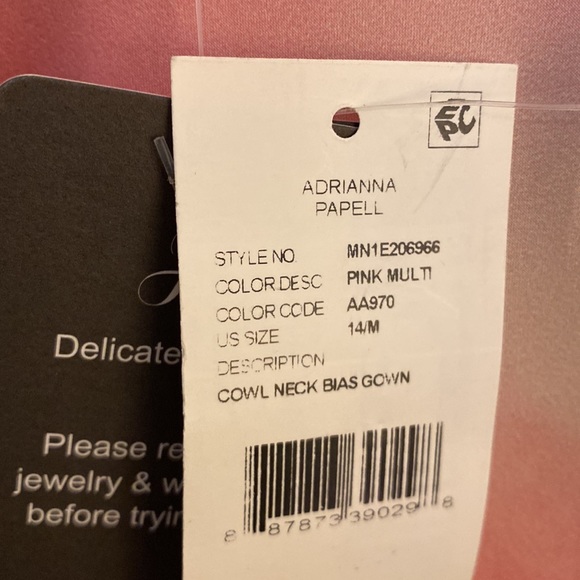 EPC
ADRIANNA
PAPELL
STYLE NO. MN1E206966
COLOR.DESC PINK MULTI
COLOR CODE AA970
US SIZE 14/M
DESCRIPTION
COWL NECK BIAS GOWN
8 87873 39029 8
Delicate
Please re
jewelry & w
before tryin